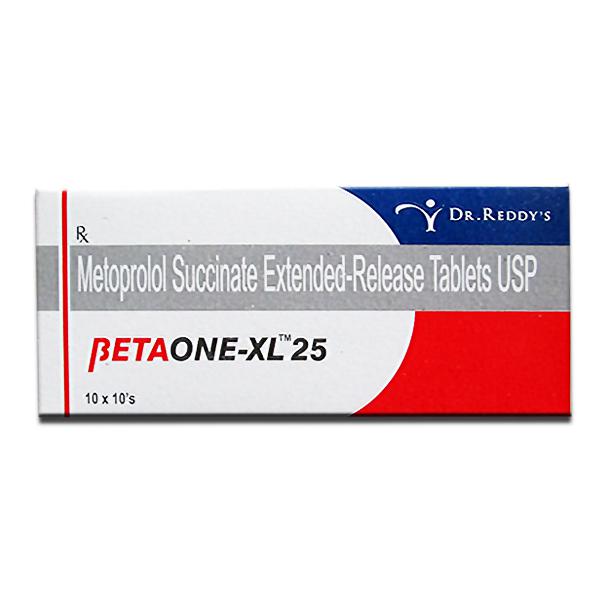 DR.REDDY'S
℞
Metoprolol Succinate Extended-Release Tablets USP
βETAONE-XL™ 25
10 x 10's